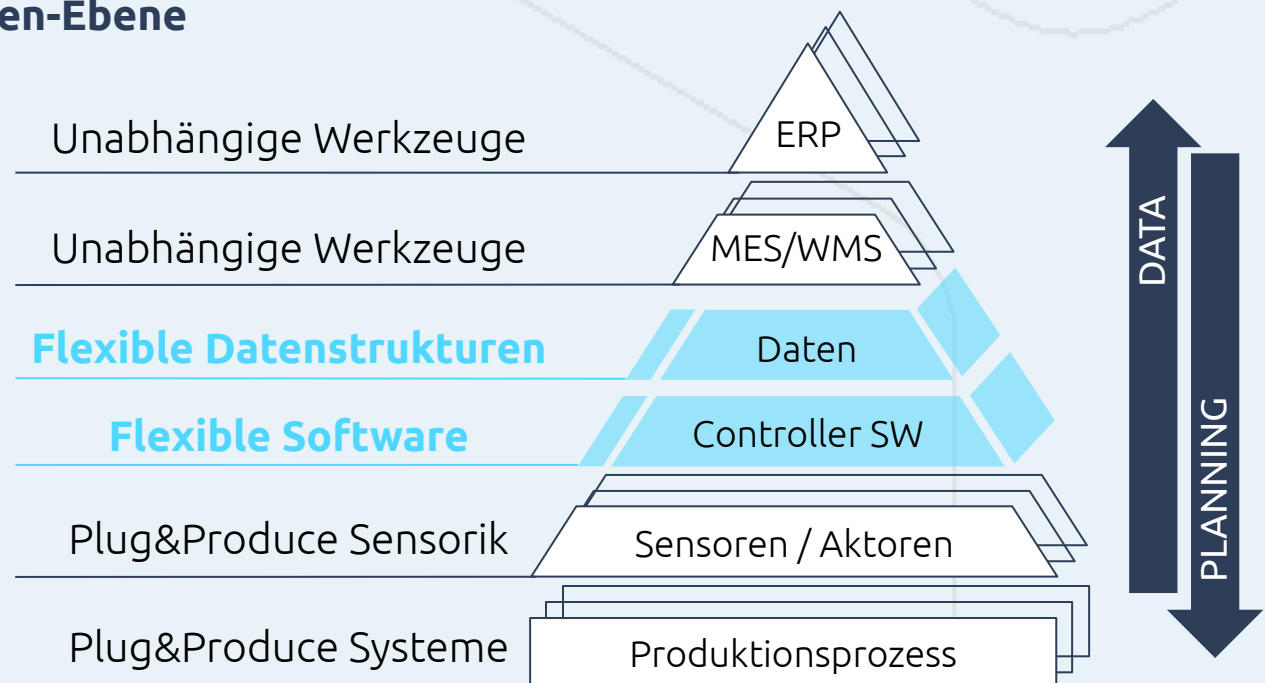 en-Ebene
Unabhängige Werkzeuge
ERP
Unabhängige Werkzeuge
MES/WMS
Flexible Datenstrukturen
Daten
Flexible Software
Controller SW
Plug&Produce Sensorik
Sensoren / Aktoren
Plug&Produce Systeme
Produktionsprozess
DATA
PLANNING